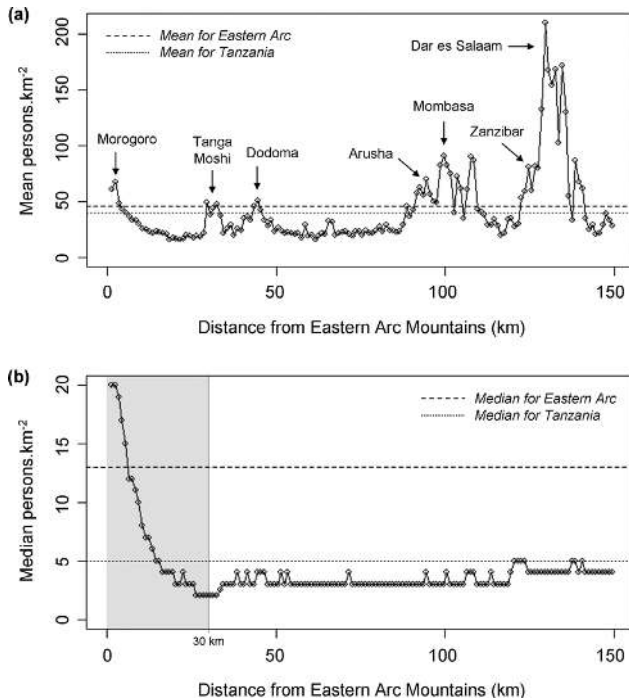 (a)
Mean persons.km-2
200
150
100
50
0
Mean for Eastern Arc
Mean for Tanzania
Morogoro
Tanga
Moshi
Dodoma
Arusha
Mombasa
Zanzibar
Dar es Salaam
0 50 100 150
Distance from Eastern Arc Mountains (km)
(b)
Median persons.km-2
20
15
10
5
0
Median for Eastern Arc
Median for Tanzania
0 30 km 50 100 150
Distance from Eastern Arc Mountains (km)